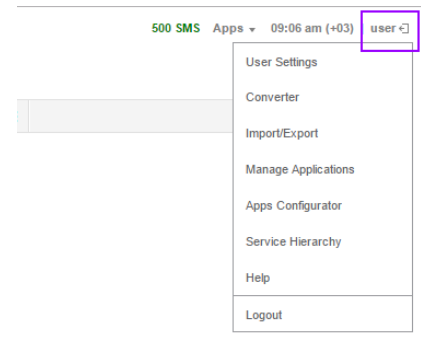 500 SMS Apps 09:06 am (+03) user
User Settings
Converter
Import/Export
Manage Applications
Apps Configurator
Service Hierarchy
Help
Logout